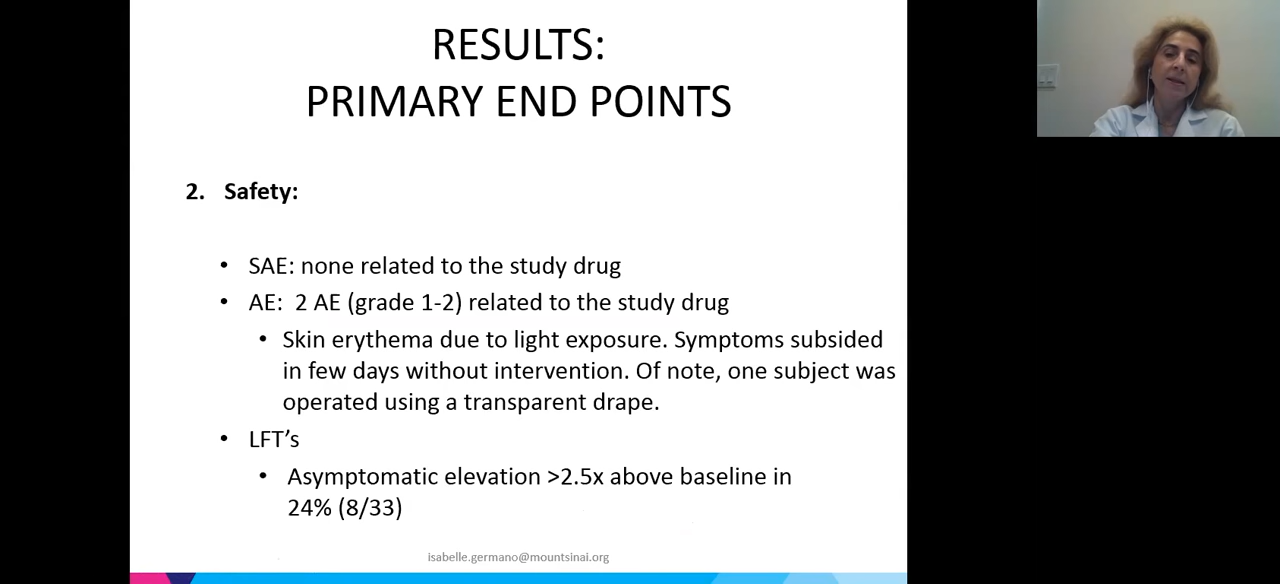 RESULTS:
PRIMARY END POINTS
2. Safety:
• SAE: none related to the study drug
• AE: 2 AE (grade 1-2) related to the study drug
• Skin erythema due to light exposure. Symptoms subsided
in few days without intervention. Of note, one subject was
operated using a transparent drape.
• LFT’s
• Asymptomatic elevation >2.5x above baseline in
24% (8/33)
isabelle.germano@mountsinai.org